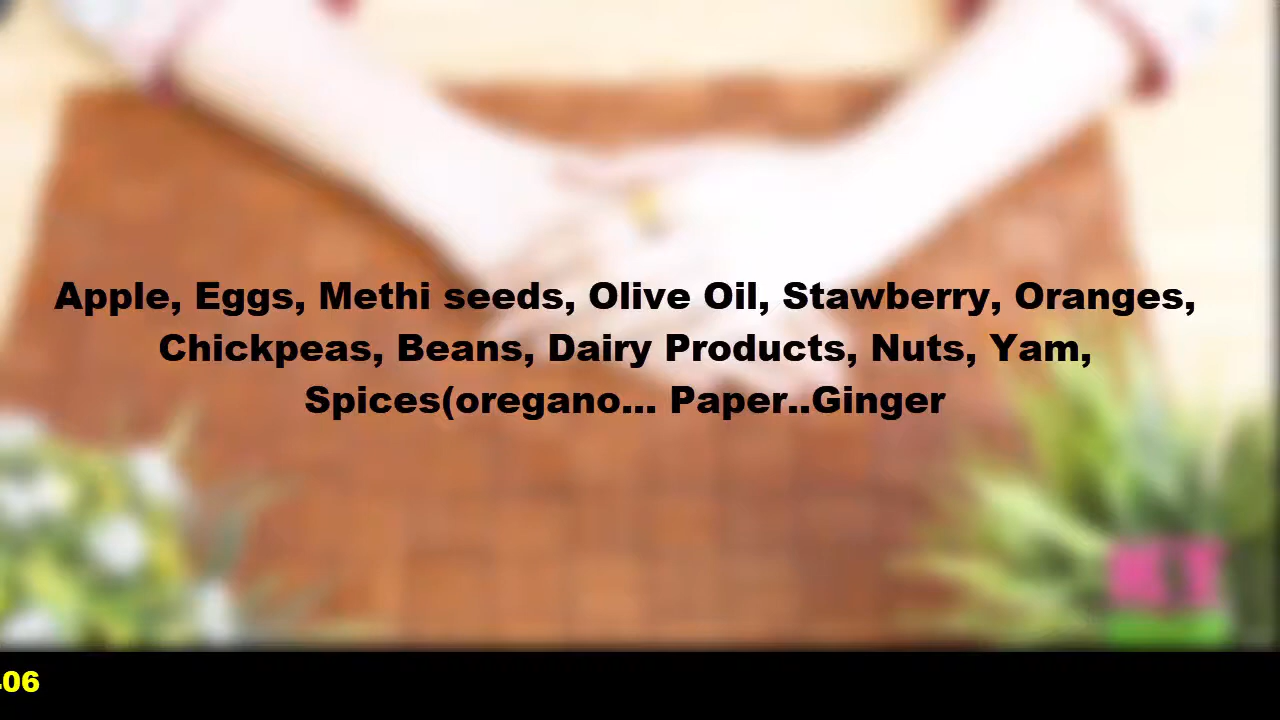 Apple, Eggs, Methi seeds, Olive Oil, Stawberry, Oranges,
Chickpeas, Beans, Dairy Products, Nuts, Yam,
Spices(oregano... Paper..Ginger
06